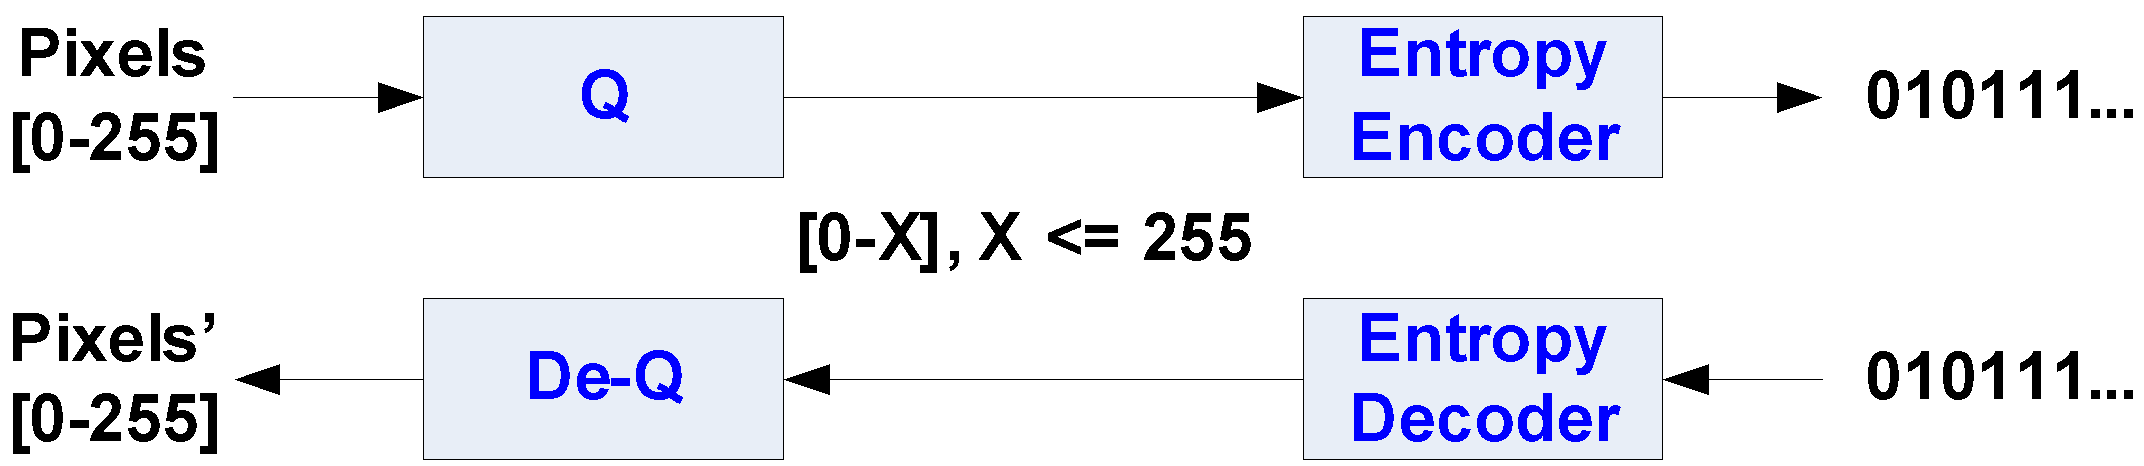 Pixels
[0-255]
Q
Entropy
Encoder
010111...
[0-X], X <= 255
Pixels’
[0-255]
De-Q
Entropy
Decoder
010111...